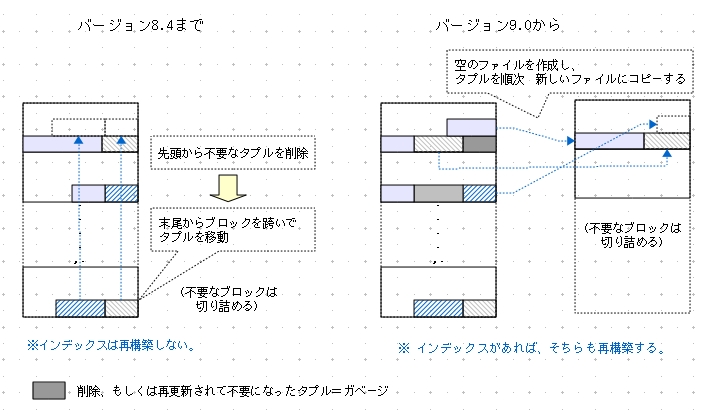 バージョン8.4まで
バージョン9.0から
空のファイルを作成し、
タプルを順次 新しいファイルにコピーする
先頭から不要なタプルを削除
末尾からブロックを跨いで
タプルを移動
(不要なブロックは
切り詰める)
(不要なブロックは
切り詰める)
※インデックスは再構築しない。
※ インデックスがあれば、そちらも再構築する。
削除、もしくは再更新されて不要になったタプル＝ガベージ